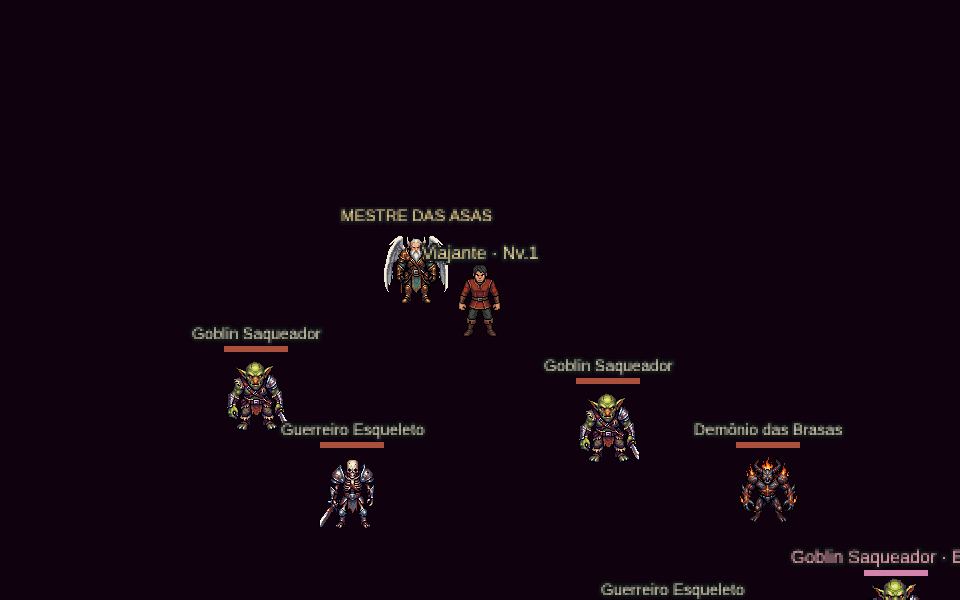 MESTRE DAS ASAS
Viajante · Nv.1
Goblin Saqueador
Goblin Saqueador
Guerreiro Esqueleto
Demônio das Brasas
Goblin Saqueador ·
Guerreiro Esqueleto